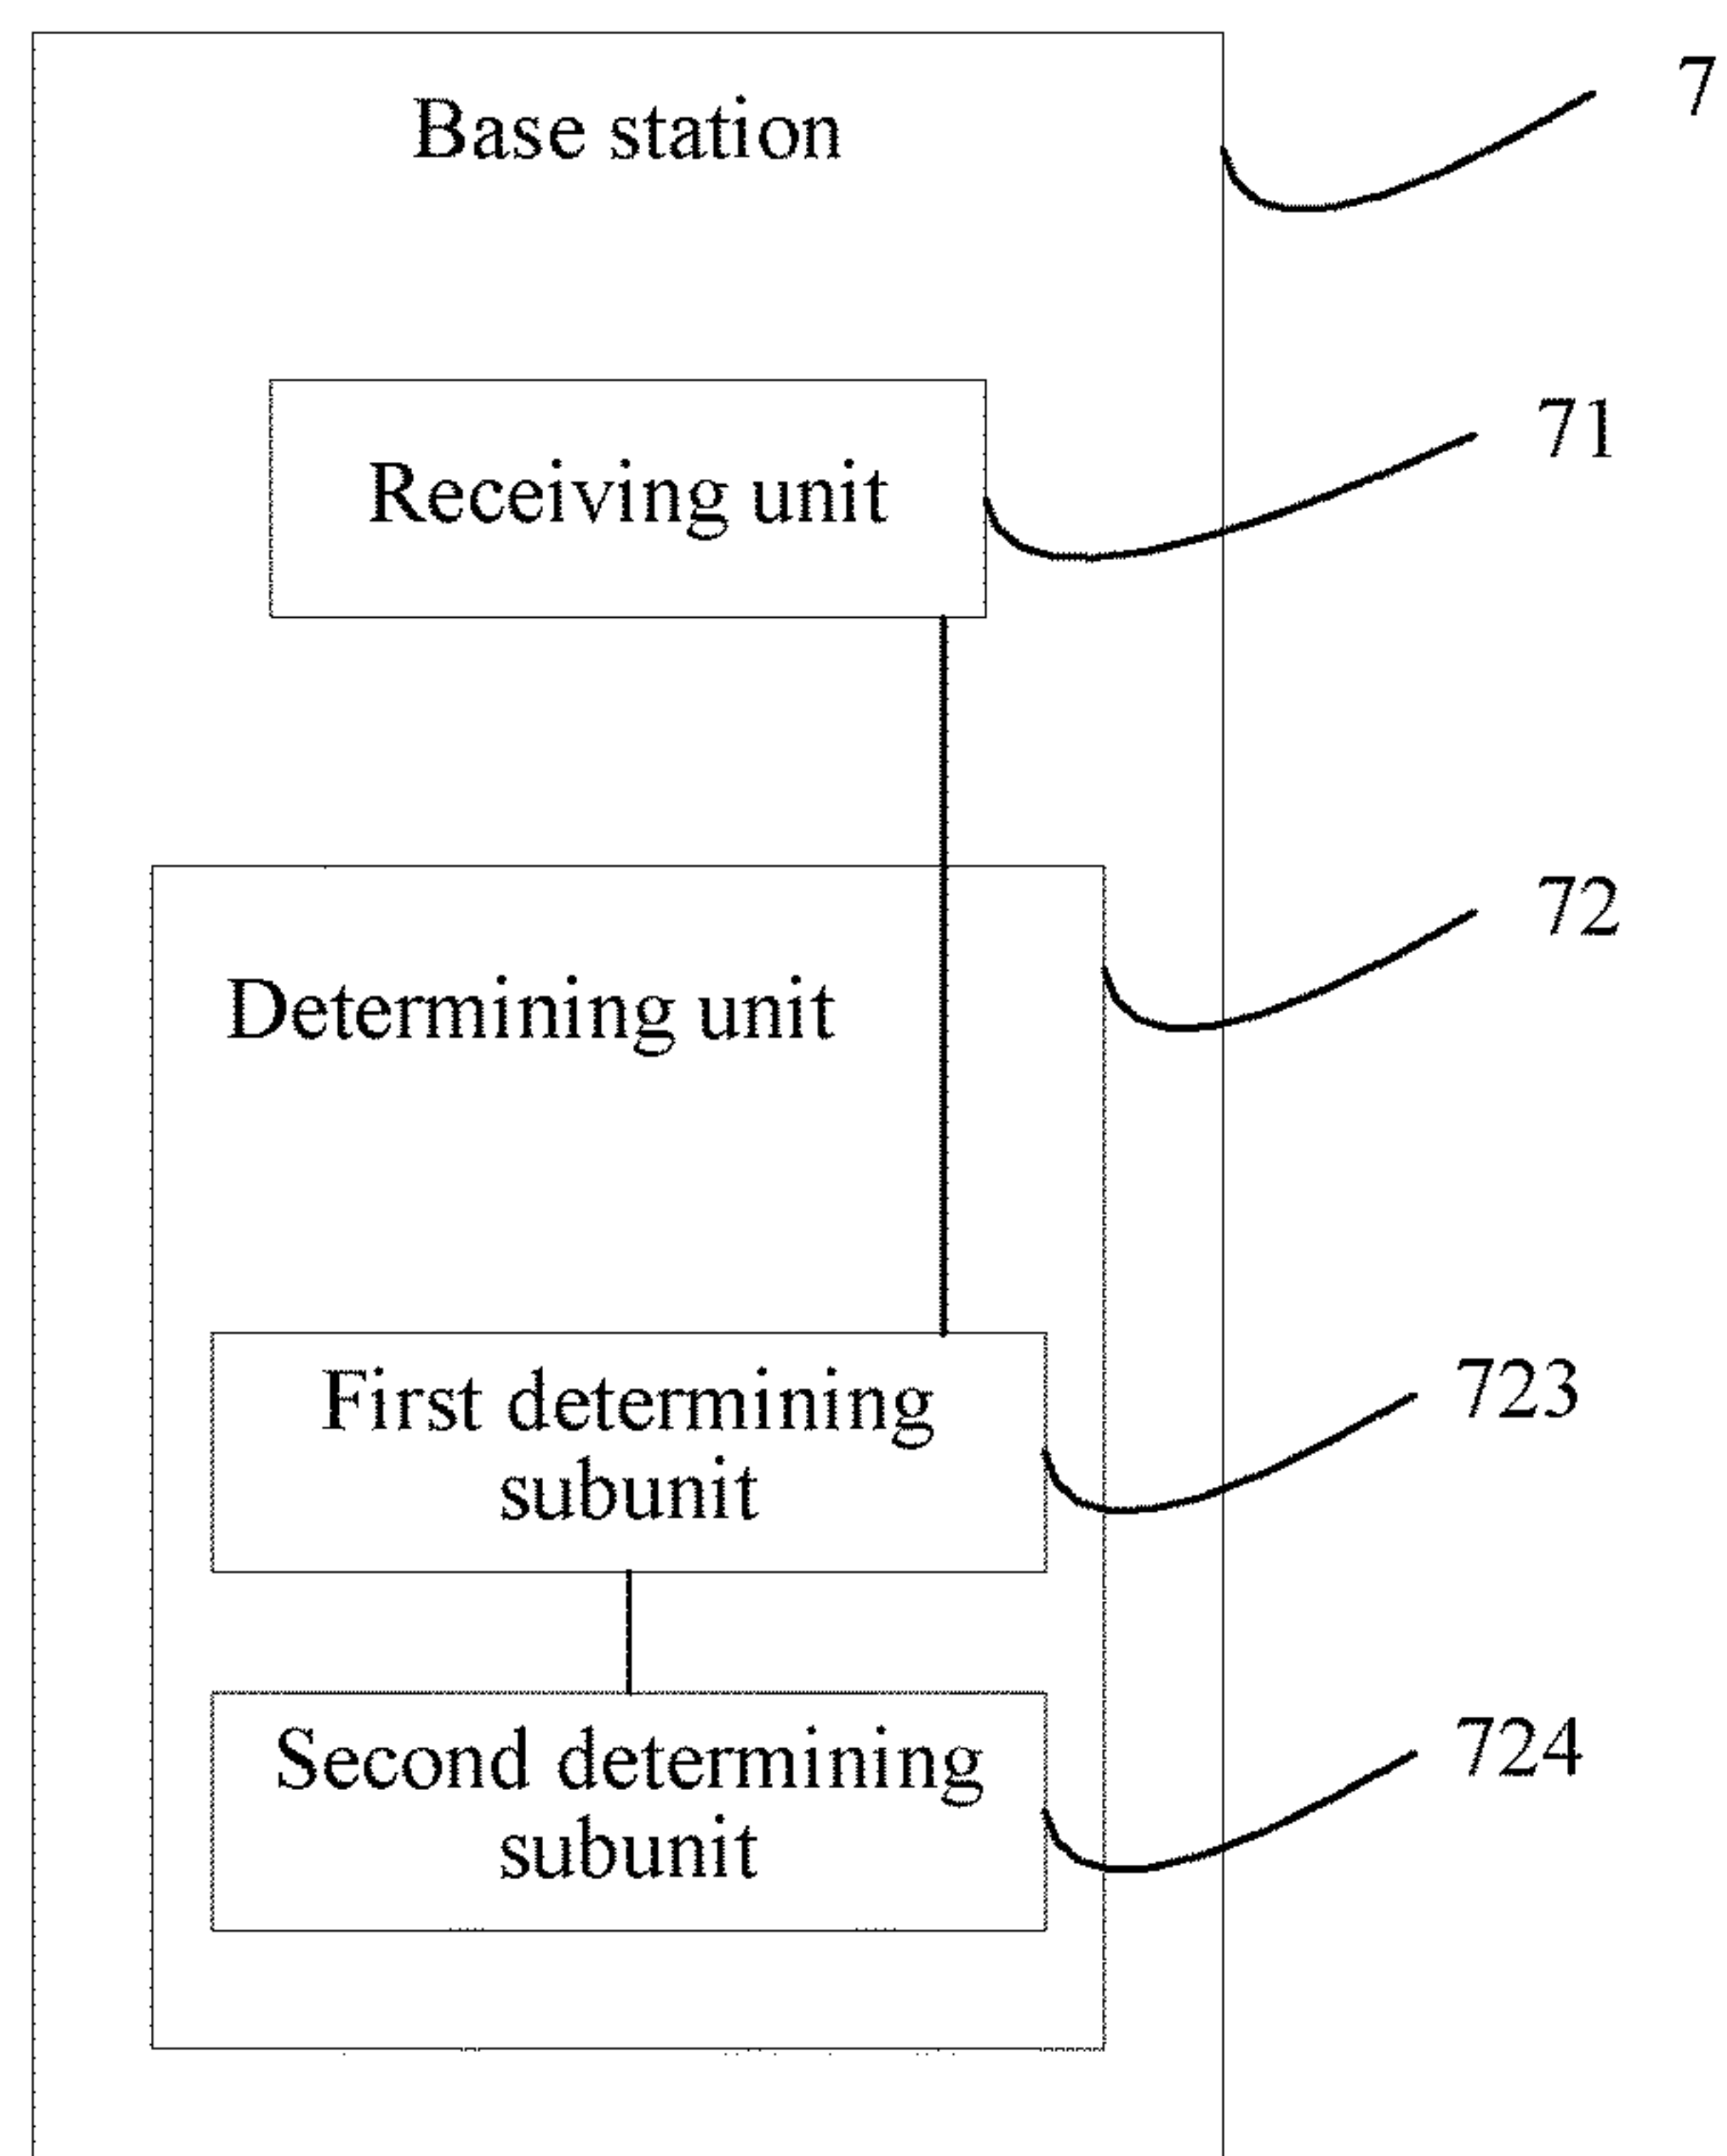 Base station
7
Receiving unit
71
72
Determining unit
First determining
subunit
723
Second determining
subunit
724